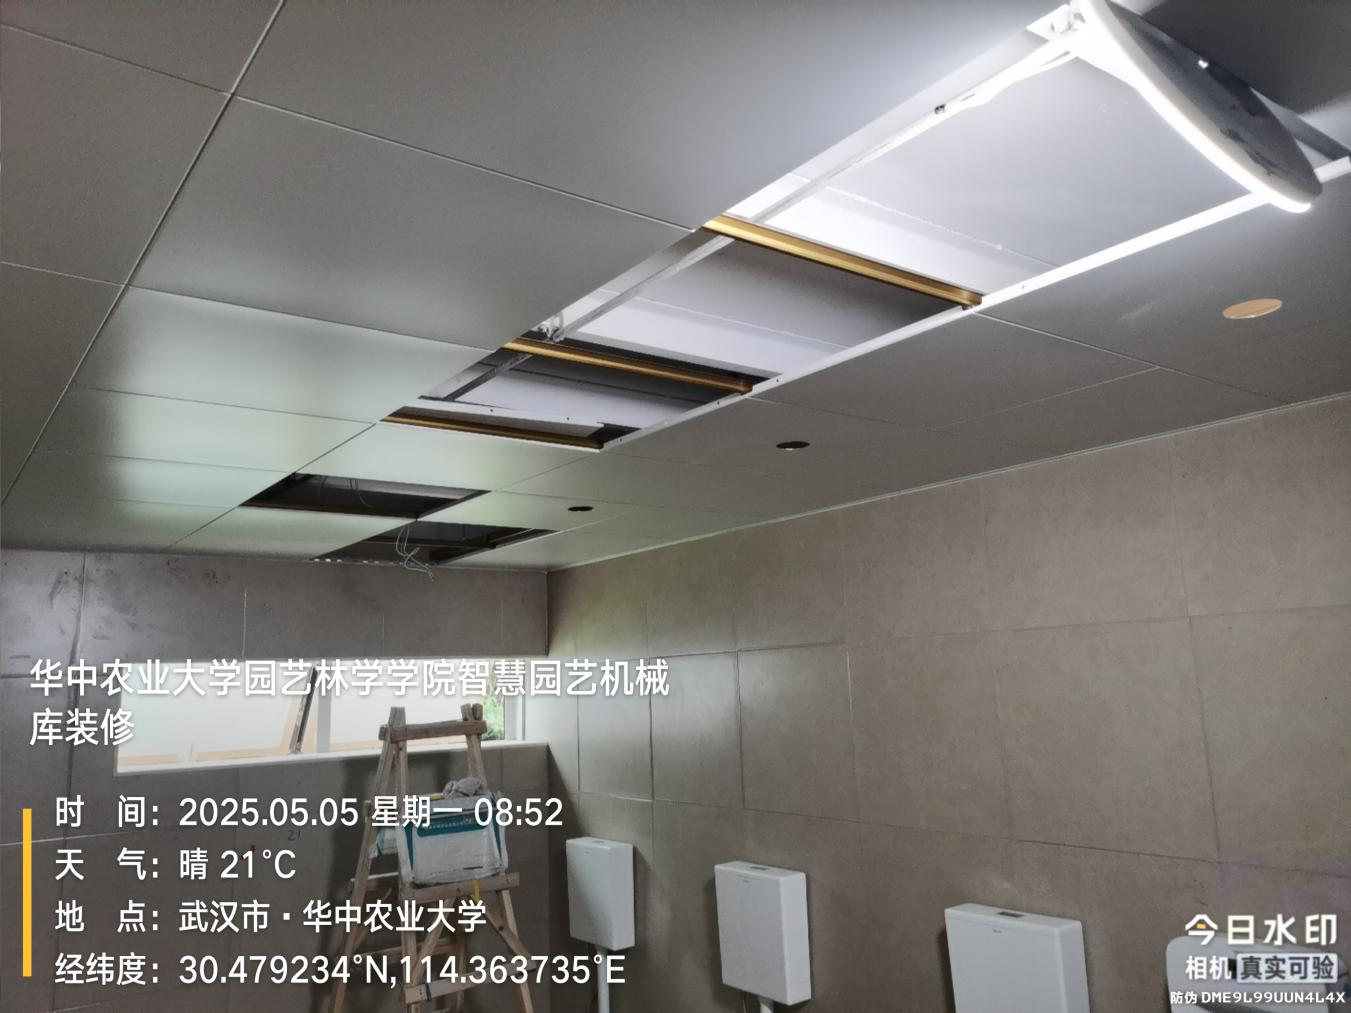 华中农业大学园艺林学学院智慧园艺机械
库装修
时 间：2025.05.05 星期一 08:52
天 气：晴 21°C
地 点：武汉市·华中农业大学
经纬度：30.479234°N,114.363735°E
今日水印
相机 真实可验
防伪 DME9L99UUN4L4X